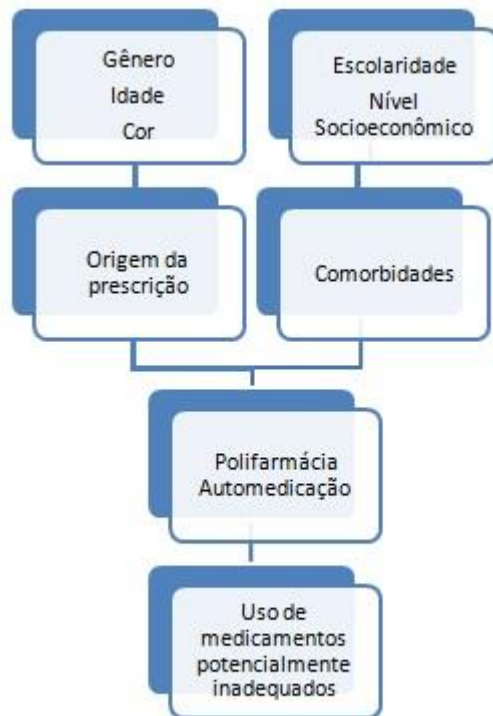 Gênero
Idade
Cor
Escolaridade
Nível
Socioeconômico
Origem da
prescrição
Comorbidades
Polifarmácia
Automedicação
Uso de
medicamentos
potencialmente
inadequados